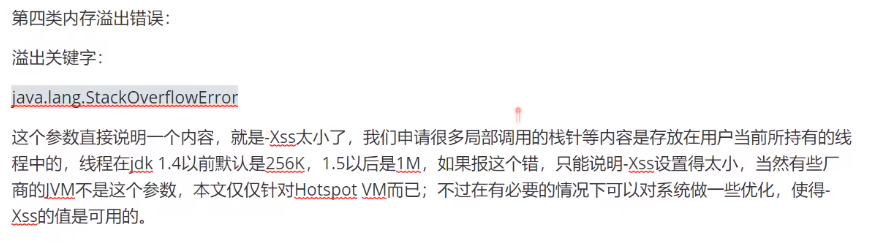 第四类内存溢出错误：
溢出关键字：
java.lang.StackOverflowError
这个参数直接说明一个内容，就是-Xss太小了，我们申请很多局部调用的栈针等内容是存放在用户当前所持有的线
程中的，线程在jdk 1.4以前默认是256K，1.5以后是1M，如果报这个错，只能说明-Xss设置得太小，当然有些厂
商的JVM不是这个参数，本文仅仅针对Hotspot VM而已；不过在有必要的情况下可以对系统做一些优化，使得-
Xss的值是可用的。